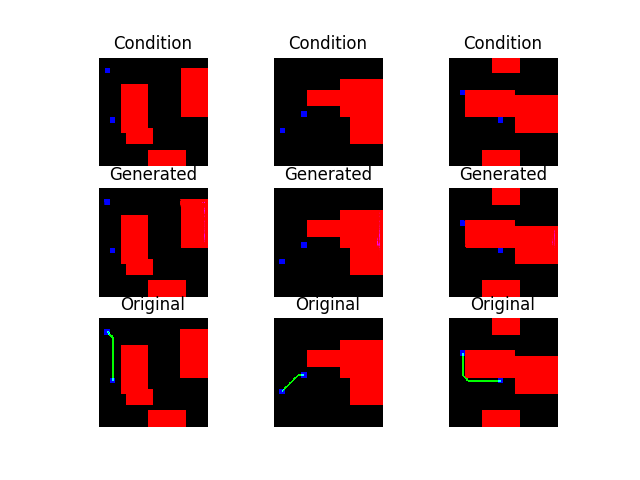 Condition Condition Condition
Generated Generated Generated
Original Original Original